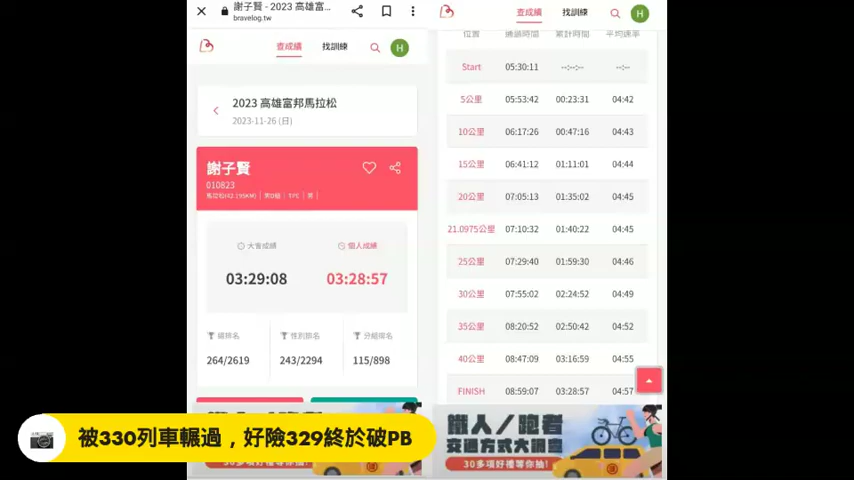 謝子賢 - 2023 高雄富...
bravelog.tw
查成績 找訓練 H
2023 高雄富邦馬拉松
2023-11-26 (日)
謝子賢
010823
大會成績 個人成績
03:29:08 03:28:57
總排名 性別排名 分組排名
264/2619 243/2294 115/898
查成績 找訓練 H
位置 通過時間 累計時間 平均速率
Start 05:30:11 --:--:-- --:--
5公里 05:53:42 00:23:31 04:42
10公里 06:17:26 00:47:16 04:43
15公里 06:41:12 01:11:01 04:44
20公里 07:05:13 01:35:02 04:45
21.0975公里 07:10:32 01:40:22 04:45
25公里 07:29:40 01:59:30 04:46
30公里 07:55:02 02:24:52 04:49
35公里 08:20:52 02:50:42 04:52
40公里 08:47:09 03:16:59 04:55
FINISH 08:59:07 03:28:57 04:57
鐵人／跑者
交通方式大調查
30多項好禮等你抽!
被330列車輾過，好險329終於破PB